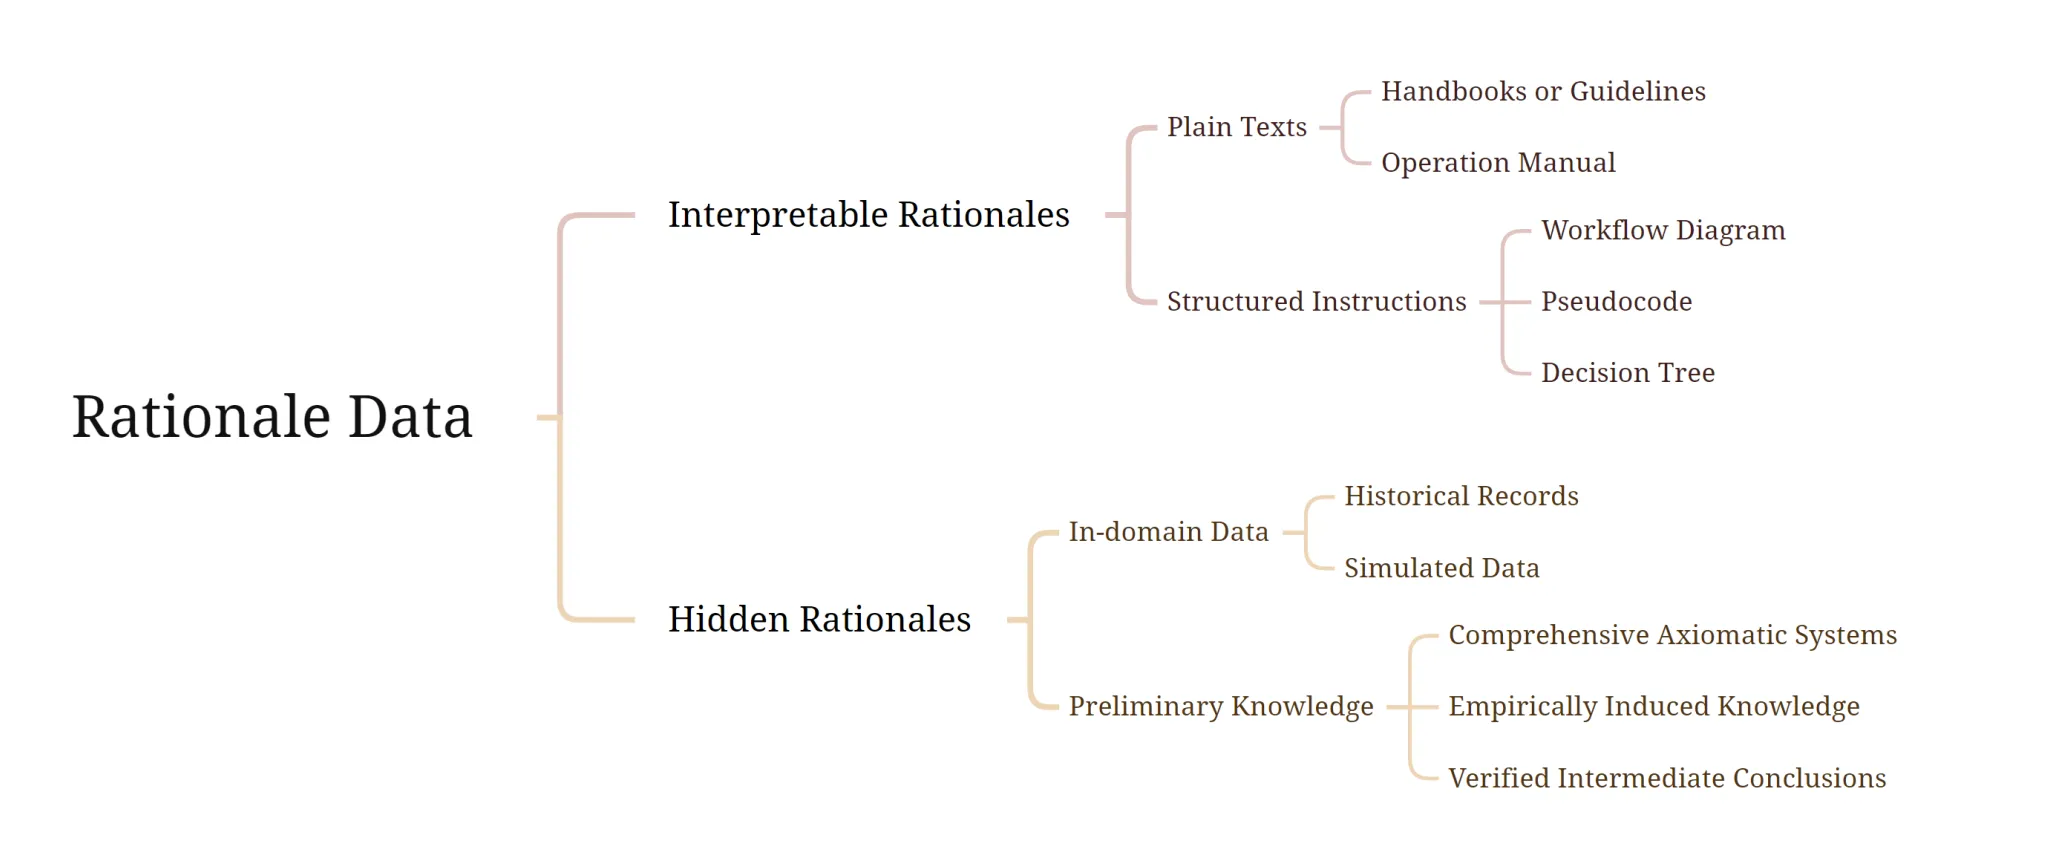 Rationale Data
Interpretable Rationales
Plain Texts
Handbooks or Guidelines
Operation Manual
Structured Instructions
Workflow Diagram
Pseudocode
Decision Tree
Hidden Rationales
In-domain Data
Historical Records
Simulated Data
Preliminary Knowledge
Comprehensive Axiomatic Systems
Empirically Induced Knowledge
Verified Intermediate Conclusions